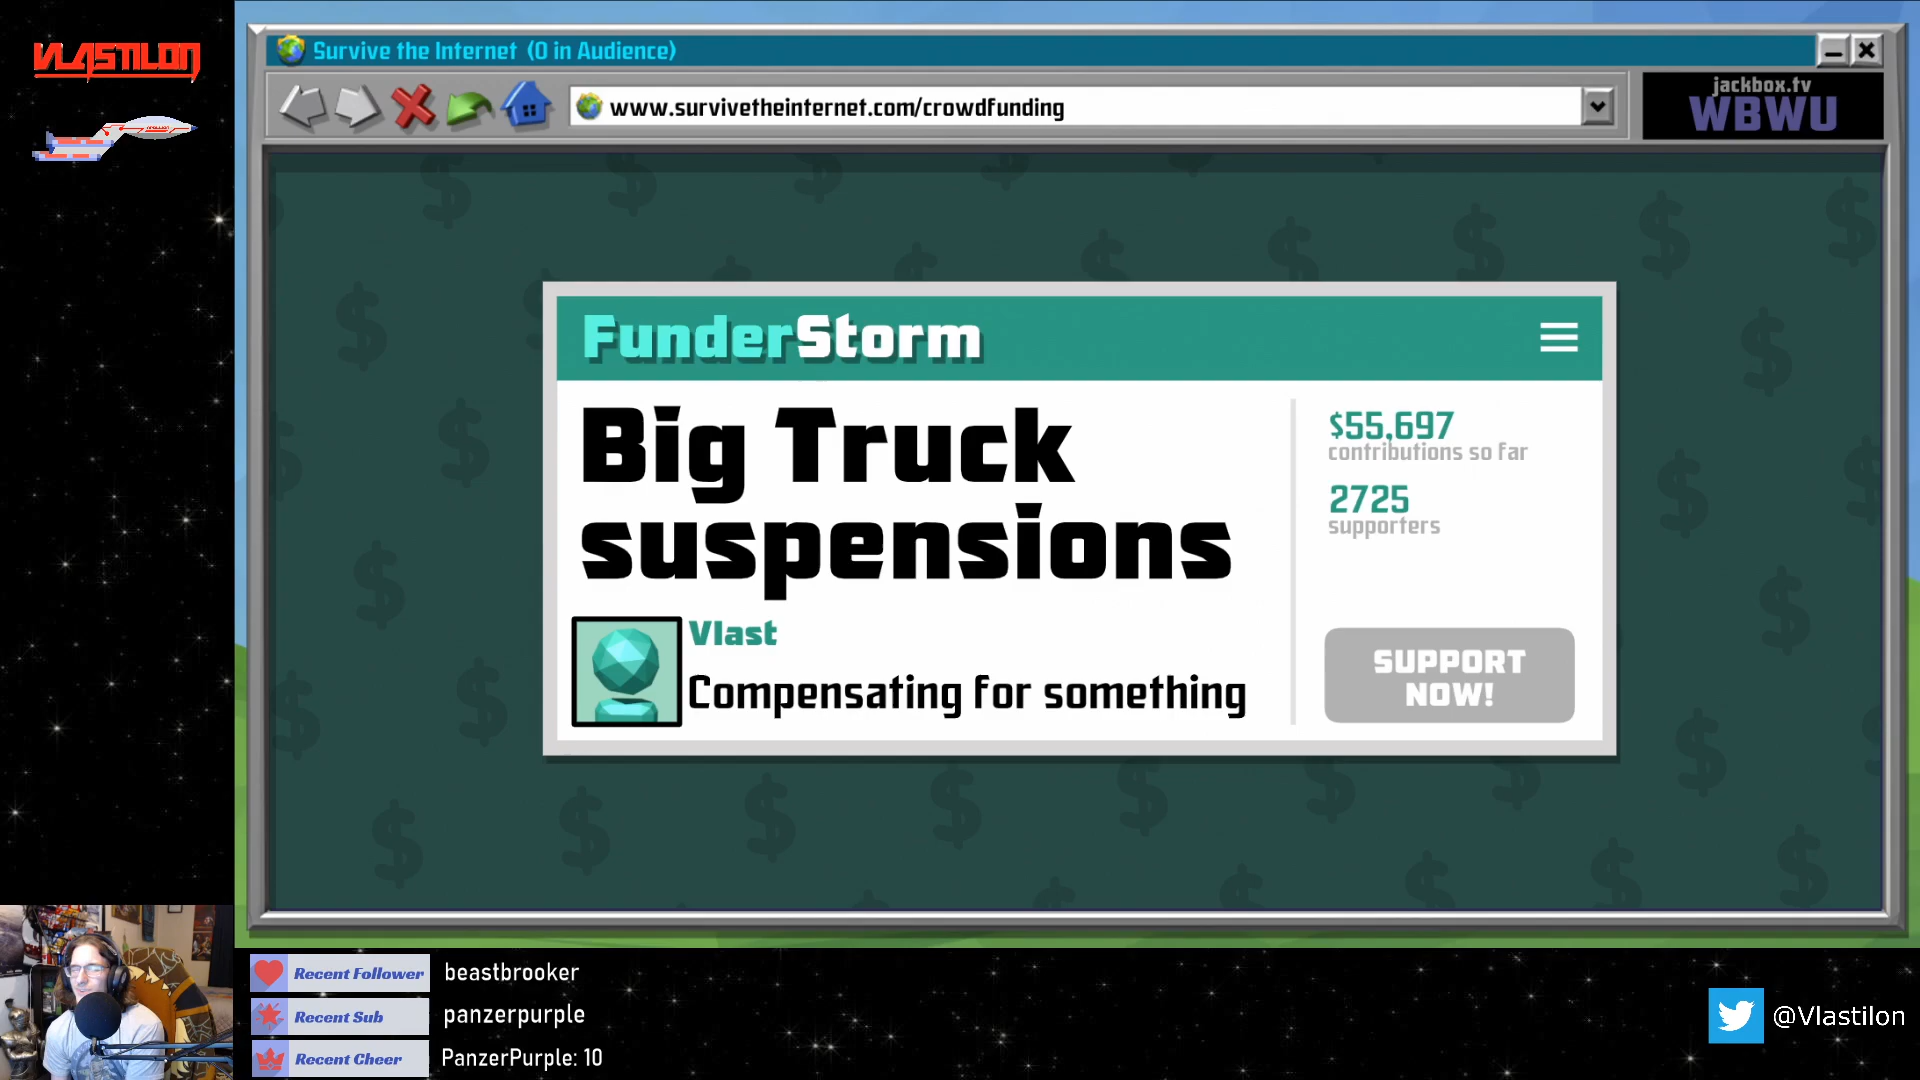 VLASTILON
Survive the Internet (0 in Audience)
www.survivetheinternet.com/crowdfunding
jackbox.tv
WBWU
FunderStorm
Big Truck
suspensions
Vlast
Compensating for something
$55,697
contributions so far
2725
supporters
SUPPORT
NOW!
Recent Follower beastbrooker
Recent Sub panzerpurple
Recent Cheer PanzerPurple: 10
@Vlastilon